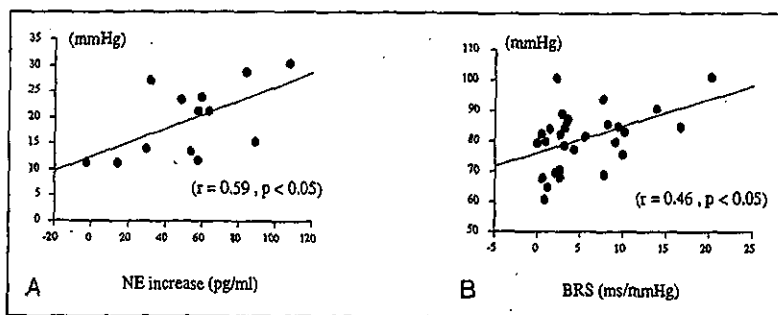 (mmHg)
35
30
25
20
15
10
5
0
-20 0 20 40 60 80 100 120
(r = 0.59 , p < 0.05)
A NE increase (pg/ml)
(mmHg)
110
100
90
80
70
60
50
-5 0 5 10 15 20 25
(r = 0.46 , p < 0.05)
B BRS (ms/mmHg)